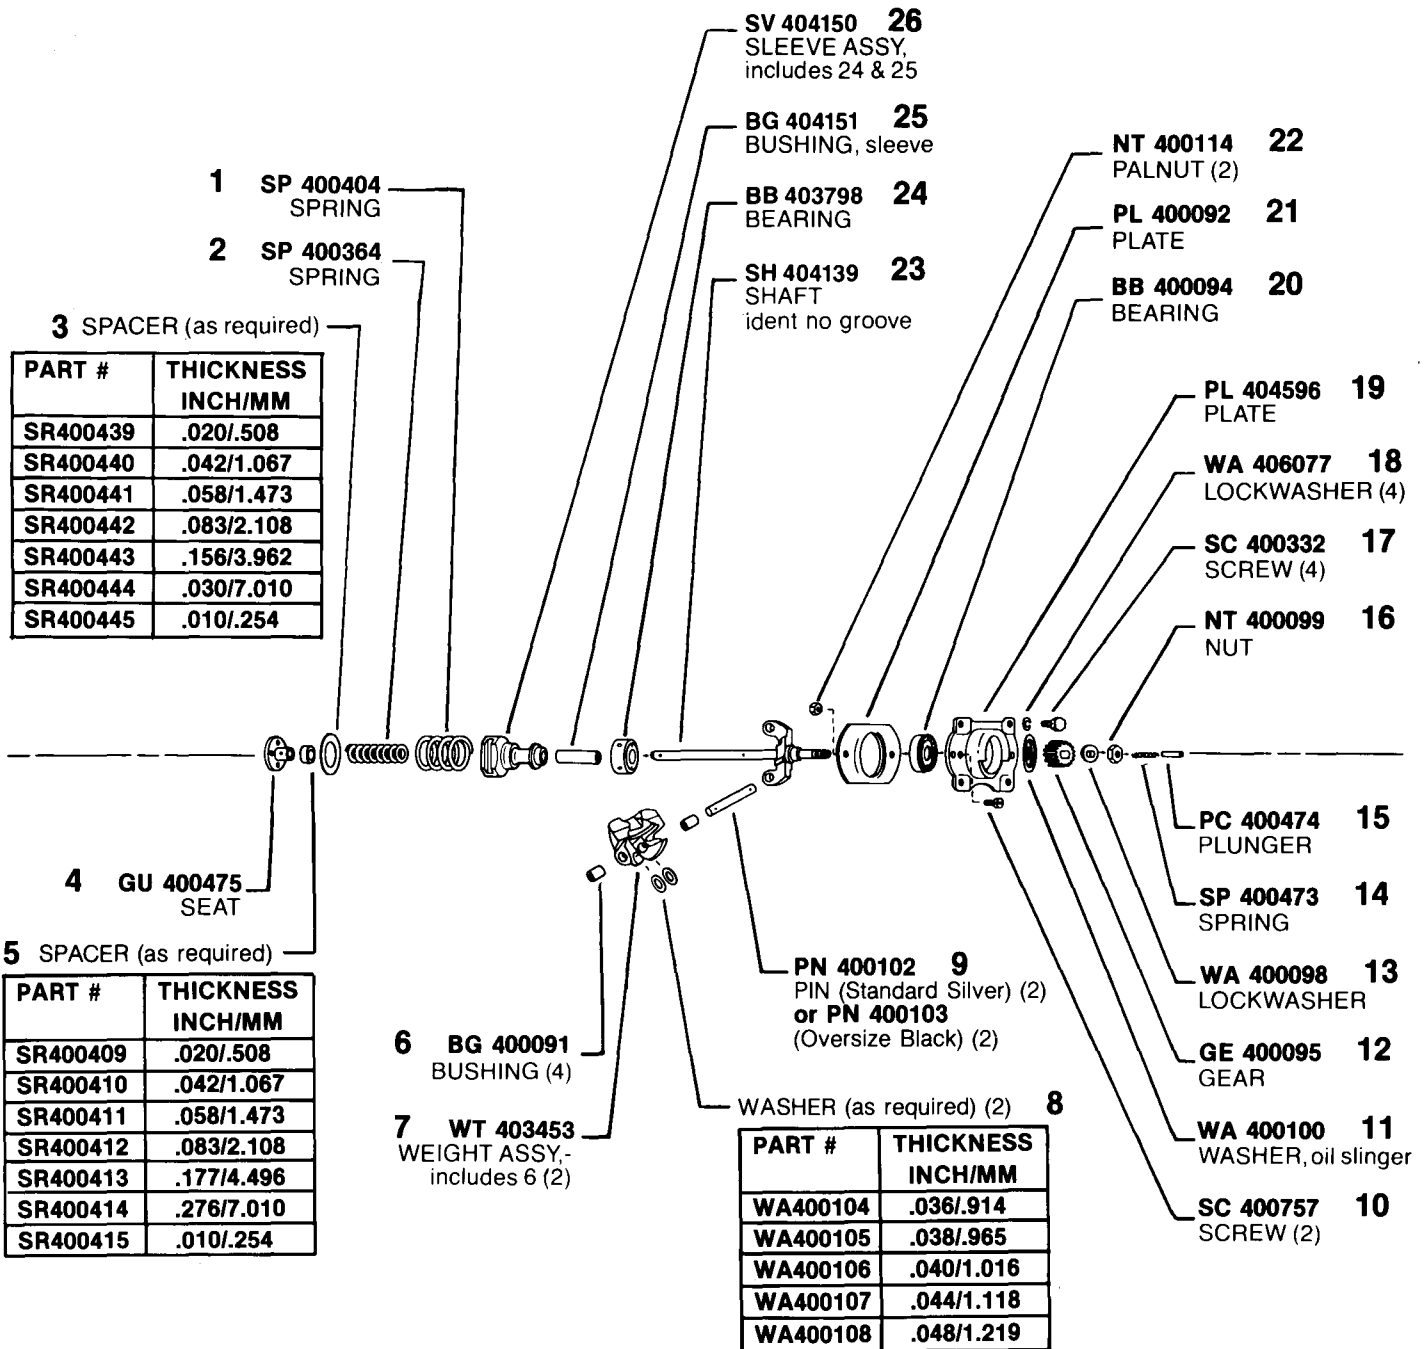 SV 404150 26
SLEEVE ASSY,
includes 24 & 25
BG 404151 25
BUSHING, sleeve
BB 403798 24
BEARING
SH 404139 23
SHAFT
ident no groove
NT 400114 22
PALNUT (2)
PL 400092 21
PLATE
BB 400094 20
BEARING
PL 404596 19
PLATE
WA 406077 18
LOCKWASHER (4)
SC 400332 17
SCREW (4)
NT 400099 16
NUT
1 SP 400404
SPRING
2 SP 400364
SPRING
3 SPACER (as required)
PART # THICKNESS
INCH/MM
SR400439 .020/.508
SR400440 .042/1.067
SR400441 .058/1.473
SR400442 .083/2.108
SR400443 .156/3.962
SR400444 .030/7.010
SR400445 .010/.254
4 GU 400475
SEAT
5 SPACER (as required)
PART # THICKNESS
INCH/MM
SR400409 .020/.508
SR400410 .042/1.067
SR400411 .058/1.473
SR400412 .083/2.108
SR400413 .177/4.496
SR400414 .276/7.010
SR400415 .010/.254
6 BG 400091
BUSHING (4)
7 WT 403453
WEIGHT ASSY,-
includes 6 (2)
PN 400102 9
PIN (Standard Silver) (2)
or PN 400103
(Oversize Black) (2)
WASHER (as required) (2) 8
PART # THICKNESS
INCH/MM
WA400104 .036/.914
WA400105 .038/.965
WA400106 .040/1.016
WA400107 .044/1.118
WA400108 .048/1.219
PC 400474 15
PLUNGER
SP 400473 14
SPRING
WA 400098 13
LOCKWASHER
GE 400095 12
GEAR
WA 400100 11
WASHER, oil slinger
SC 400757 10
SCREW (2)